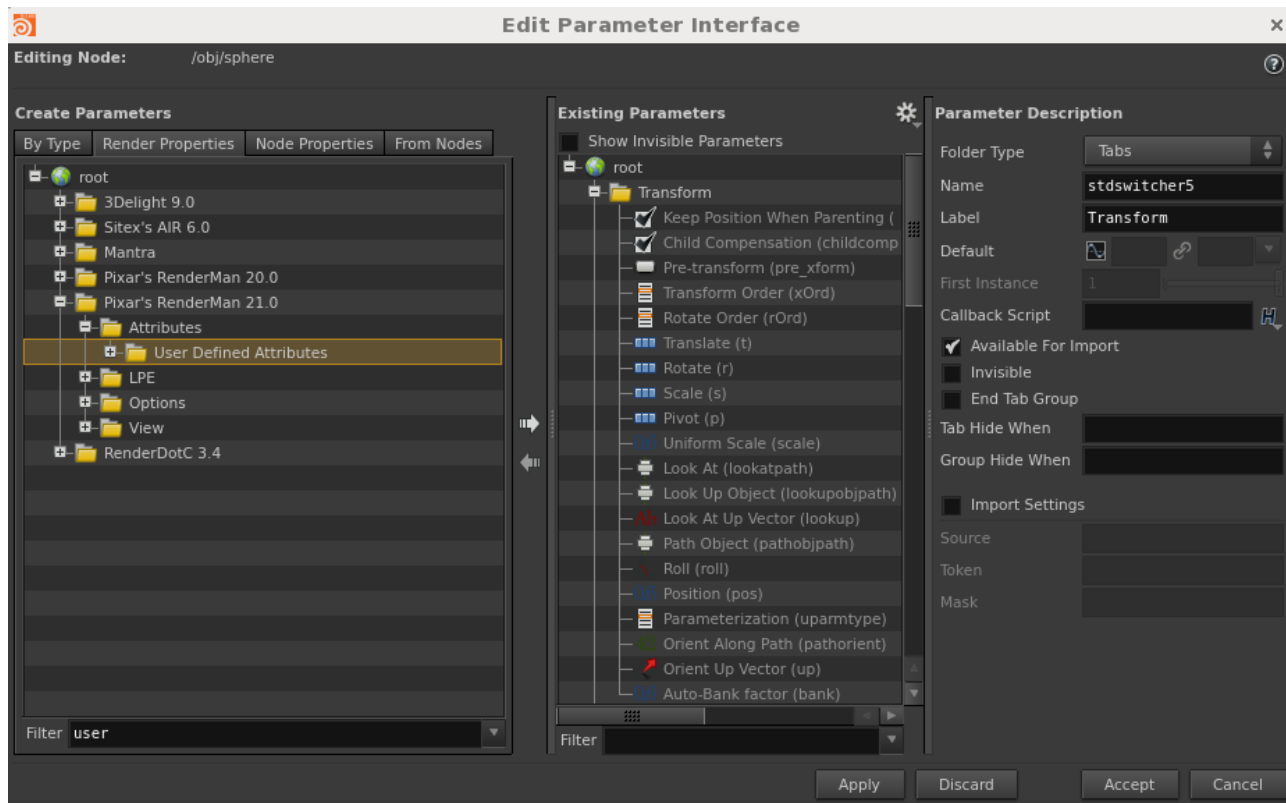 Edit Parameter Interface
Editing Node: /obj/sphere
Create Parameters
By Type Render Properties Node Properties From Nodes
root
3Delight 9.0
Sitex's AIR 6.0
Mantra
Pixar's RenderMan 20.0
Pixar's RenderMan 21.0
Attributes
User Defined Attributes
LPE
Options
View
RenderDotC 3.4
Filter user
Existing Parameters
Show Invisible Parameters
root
Transform
Keep Position When Parenting (
Child Compensation (childcomp
Pre-transform (pre_xform)
Transform Order (xOrd)
Rotate Order (rOrd)
Translate (t)
Rotate (r)
Scale (s)
Pivot (p)
Uniform Scale (scale)
Look At (lookatpath)
Look Up Object (lookupobjpath)
Look At Up Vector (lookup)
Path Object (pathobjpath)
Roll (roll)
Position (pos)
Parameterization (uparmtype)
Orient Along Path (pathorient)
Orient Up Vector (up)
Auto-Bank factor (bank)
Filter
Parameter Description
Folder Type Tabs
Name stdswitcher5
Label Transform
Default
First Instance 1
Callback Script
Available For Import
Invisible
End Tab Group
Tab Hide When
Group Hide When
Import Settings
Source
Token
Mask
Apply Discard Accept Cancel